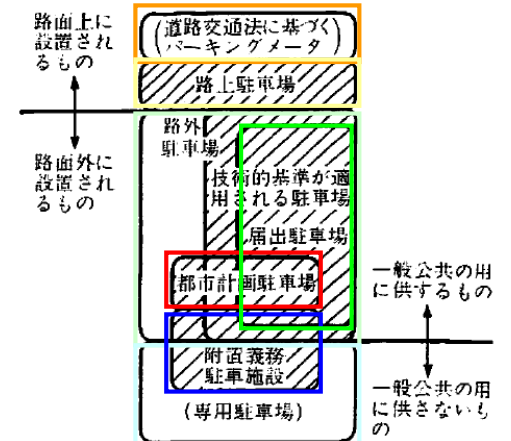 路面上に
設置され
るもの
(道路交通法に基づく
パーキングメータ)
路上駐車場
路外
駐車場
路面外に
設置され
るもの
技術的基準が適
用される駐車場
届出駐車場
都市計画駐車場
一般公共の用
に供するもの
附置義務
駐車施設
(専用駐車場)
一般公共の用
に供さないも
の